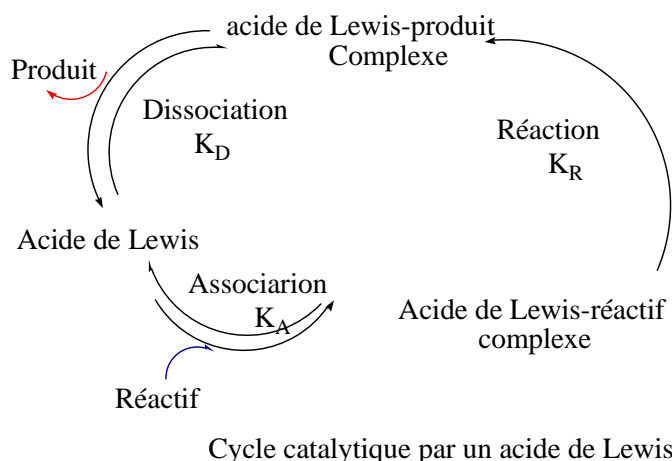 acide de Lewis-produit
Complexe
Produit
Dissociation
K_D
Réaction
K_R
Acide de Lewis
Associarion
K_A
Acide de Lewis-réactif
complexe
Réactif
Cycle catalytique par un acide de Lewis